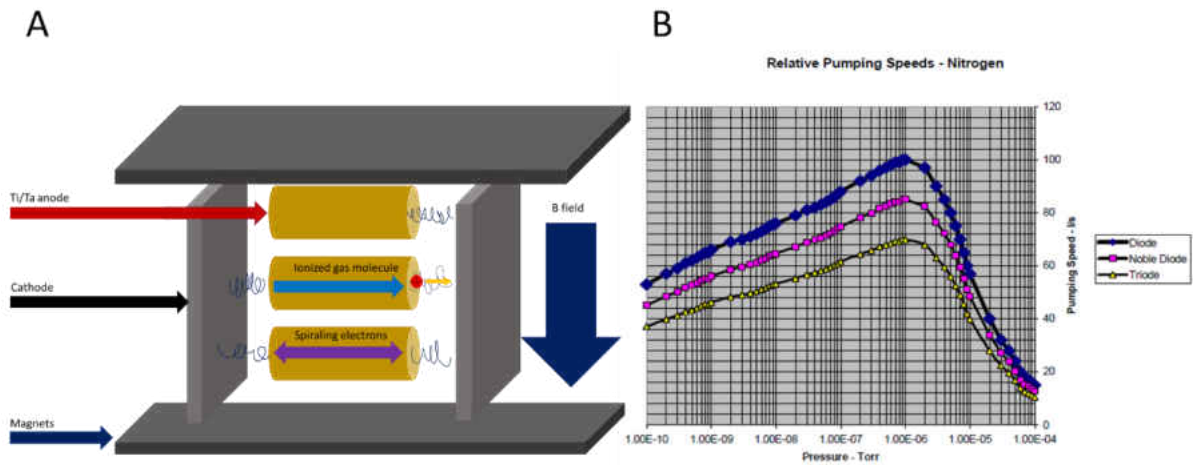 A
Ti/Ta anode
Ionized gas molecule
Cathode
Spiraling electrons
Magnets
B field
B
Relative Pumping Speeds - Nitrogen
120
100
80
60
40
20
0
Pumping Speed - l/s
1.00E-10 1.00E-09 1.00E-08 1.00E-07 1.00E-06 1.00E-05 1.00E-04
Pressure - Torr
Diode
Noble Diode
Triode